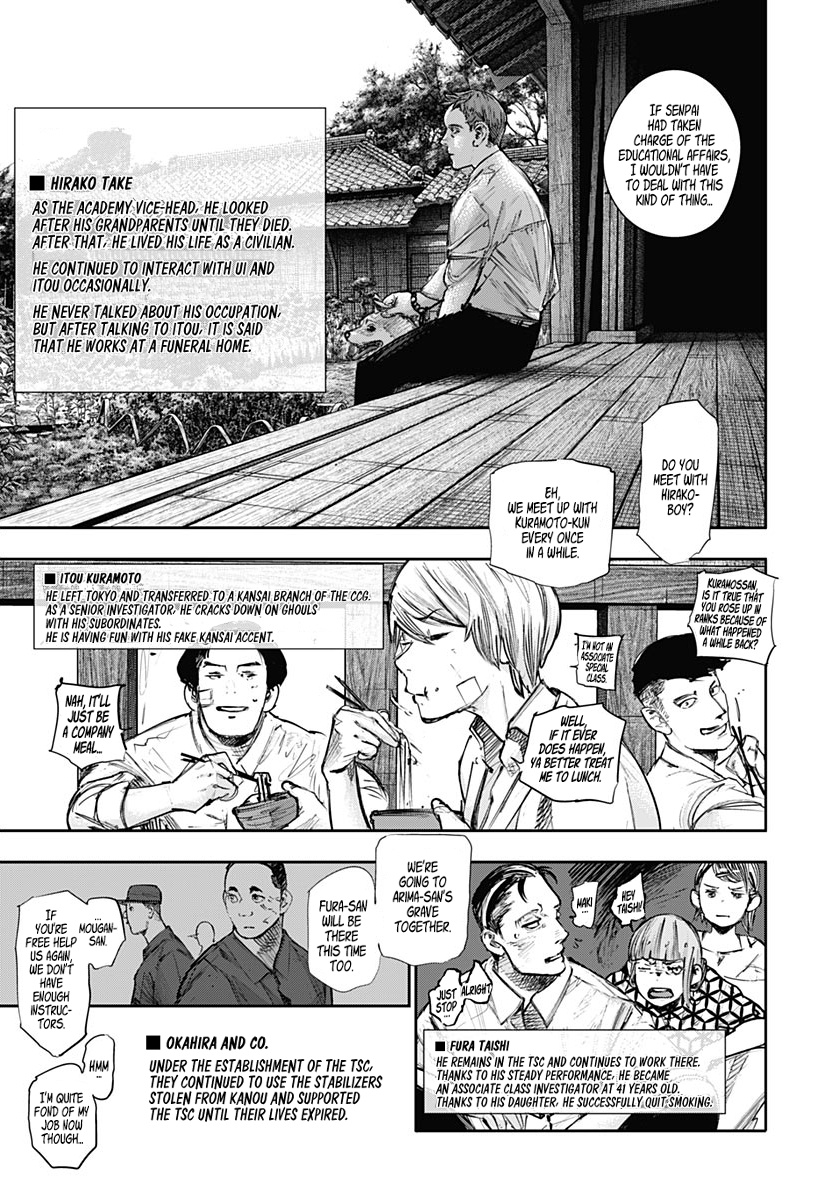 IF SENPAI
HAD TAKEN
CHARGE OF THE
EDUCATIONAL AFFAIRS,
I WOULDN'T HAVE
TO DEAL WITH THIS
KIND OF THING...
■ HIRAKO TAKE
AS THE ACADEMY VICE-HEAD, HE LOOKED
AFTER HIS GRANDPARENTS UNTIL THEY DIED.
AFTER THAT, HE LIVED HIS LIFE AS A CIVILIAN.
HE CONTINUED TO INTERACT WITH UI AND
ITOU OCCASIONALLY.
HE NEVER TALKED ABOUT HIS OCCUPATION,
BUT AFTER TALKING TO ITOU, IT IS SAID
THAT HE WORKS AT A FUNERAL HOME.
DO YOU
MEET WITH
HIRAKO-
BOY?
EH,
WE MEET UP WITH
KURAMOTO-KUN
EVERY ONCE
IN A WHILE.
■ ITOU KURAMOTO
HE LEFT TOKYO AND TRANSFERRED TO A KANSAI BRANCH OF THE CCG.
AS A SENIOR INVESTIGATOR, HE CRACKS DOWN ON GHOULS
WITH HIS SUBORDINATES.
HE IS HAVING FUN WITH HIS FAKE KANSAI ACCENT.
KURAMOSSAN,
IS IT TRUE THAT
YOU ROSE UP IN
RANKS BECAUSE OF
WHAT HAPPENED
A WHILE BACK?
I'M NOT AN
ASSOCIATE
SPECIAL
CLASS.
WELL,
IF IT EVER
DOES HAPPEN,
YA BETTER TREAT
ME TO LUNCH.
NAH, IT'LL
JUST BE
A COMPANY
MEAL...
HEY
TAISHI!
MAKI
...
ALRIGHT
JUST
STOP...
■ FURA TAISHI
HE REMAINS IN THE TSC AND CONTINUES TO WORK THERE.
THANKS TO HIS STEADY PERFORMANCE, HE BECAME
AN ASSOCIATE CLASS INVESTIGATOR AT 41 YEARS OLD.
THANKS TO HIS DAUGHTER, HE SUCCESSFULLY QUIT SMOKING.
WE'RE
GOING TO
ARIMA-SAN'S
GRAVE
TOGETHER.
FURA-SAN
WILL BE
THERE
THIS TIME
TOO.
...
MOUGAN-
SAN.
IF
YOU'RE
FREE HELP
US AGAIN,
WE DON'T
HAVE
ENOUGH
INSTRUC-
TORS.
HMM
...
I'M QUITE
FOND OF MY
JOB NOW
THOUGH...
■ OKAHIRA AND CO.
UNDER THE ESTABLISHMENT OF THE TSC,
THEY CONTINUED TO USE THE STABILIZERS
STOLEN FROM KANOU AND SUPPORTED
THE TSC UNTIL THEIR LIVES EXPIRED.